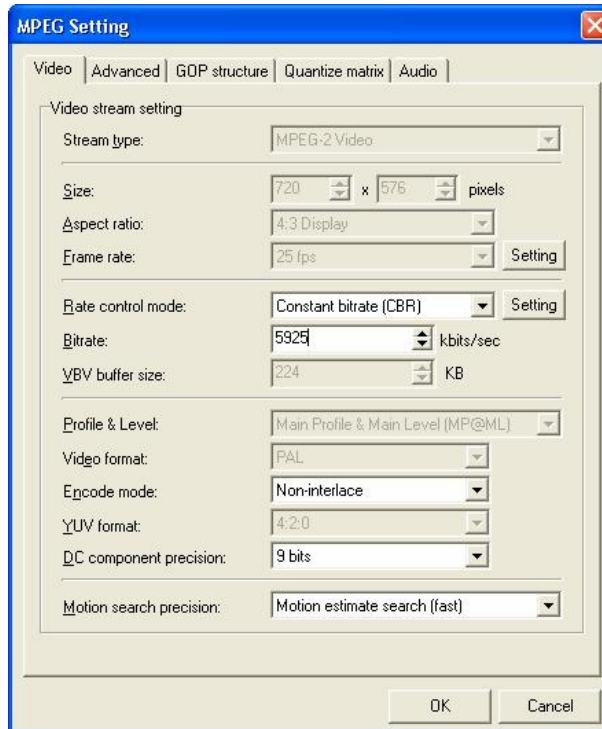 MPEG Setting
Video Advanced GOP structure Quantize matrix Audio
Video stream setting
Stream type: MPEG-2 Video
Size: 720 x 576 pixels
Aspect ratio: 4:3 Display
Frame rate: 25 fps Setting
Rate control mode: Constant bitrate (CBR) Setting
Bitrate: 5925 kbits/sec
VBV buffer size: 224 KB
Profile & Level: Main Profile & Main Level (MP@ML)
Video format: PAL
Encode mode: Non-interlace
YUV format: 4:2:0
DC component precision: 9 bits
Motion search precision: Motion estimate search (fast)
OK Cancel